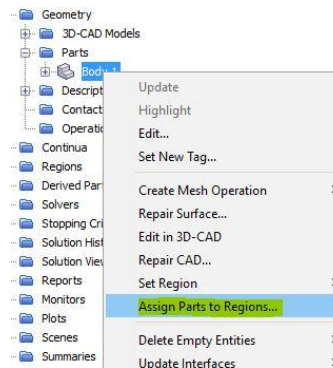 Geometry
3D-CAD Models
Parts
Body 1
Descript
Contact
Operatio
Continua
Regions
Derived Par
Solvers
Stopping Cri
Solution Hist
Solution View
Reports
Monitors
Plots
Scenes
Summaries
Update
Highlight
Edit...
Set New Tag...
Create Mesh Operation
Repair Surface...
Edit in 3D-CAD
Repair CAD...
Set Region
Assign Parts to Regions...
Delete Empty Entities
Update Interfaces